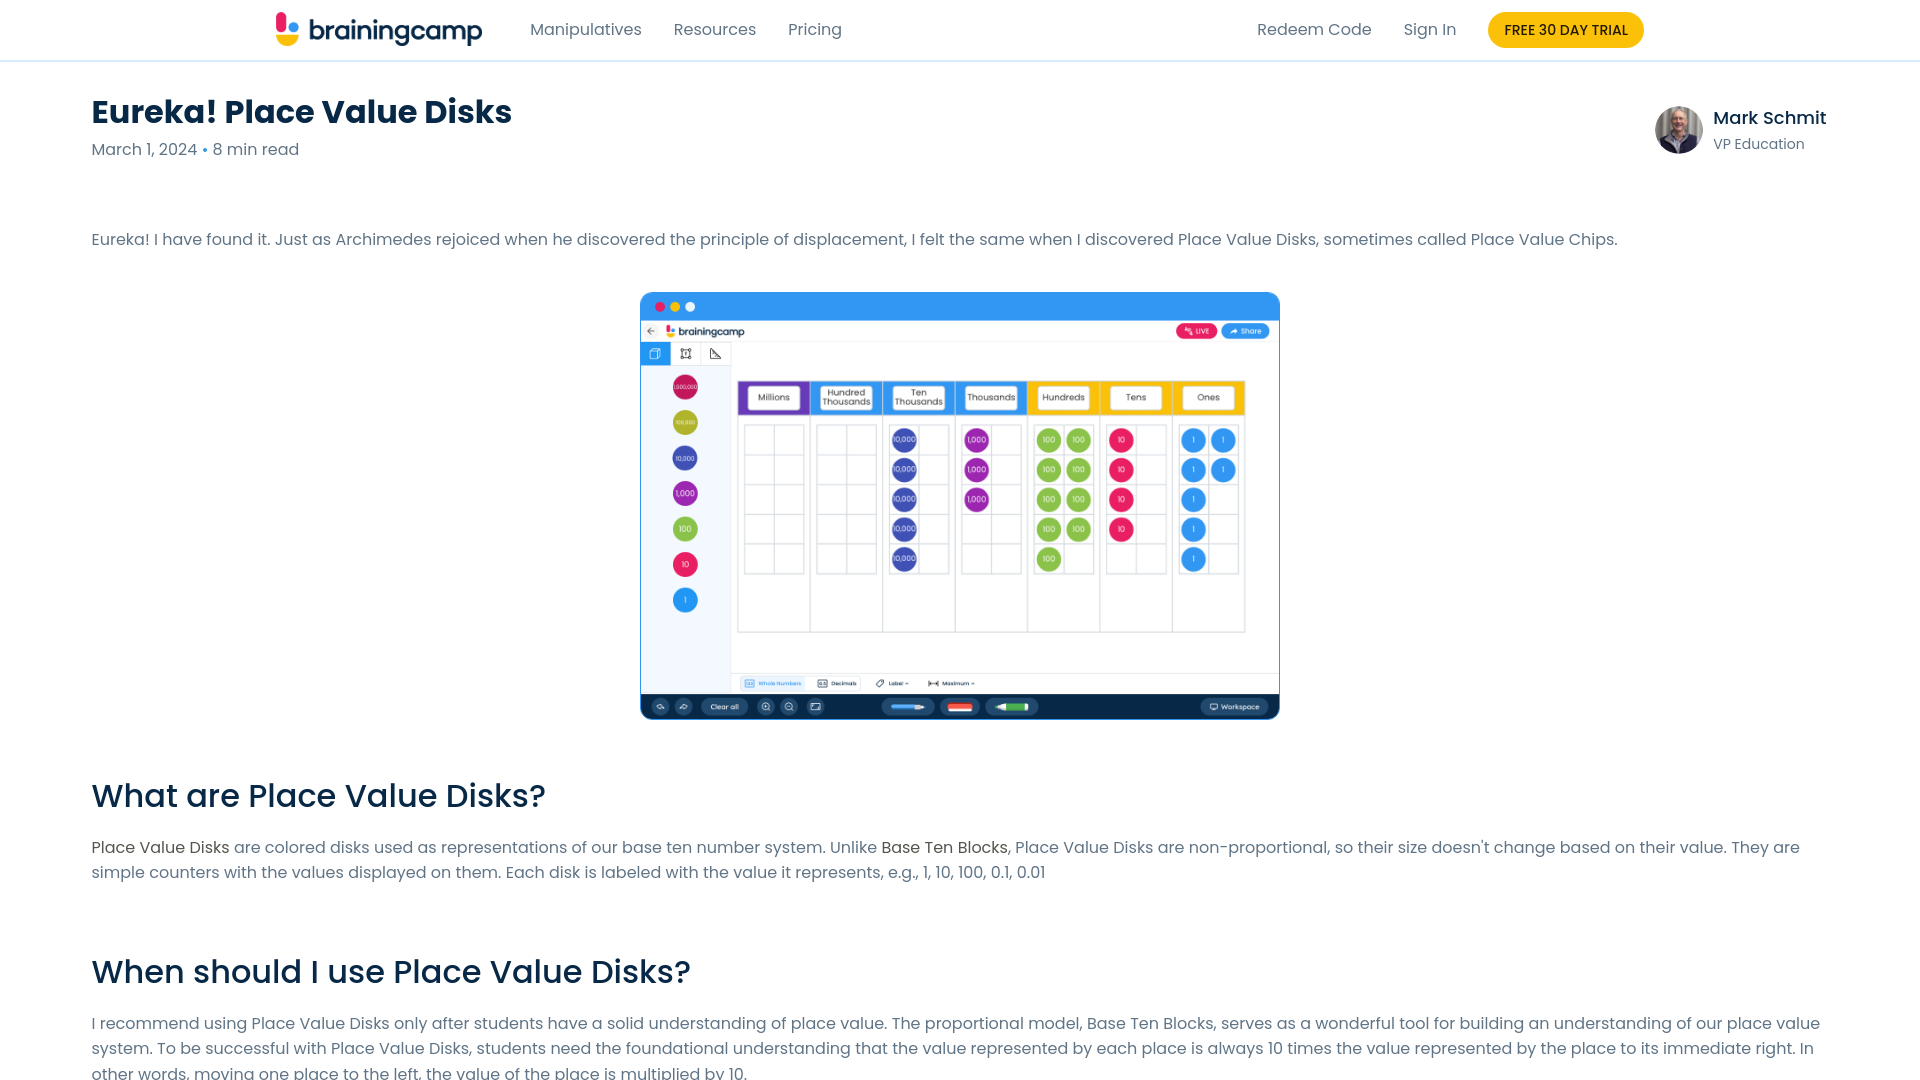 brainingcamp Manipulatives Resources Pricing Redeem Code Sign In FREE 30 DAY TRIAL
Eureka! Place Value Disks
March 1, 2024 • 8 min read
Mark Schmit
VP Education
Eureka! I have found it. Just as Archimedes rejoiced when he discovered the principle of displacement, I felt the same when I discovered Place Value Disks, sometimes called Place Value Chips.
brainingcamp LIVE Share
Millions Hundred Thousands Ten Thousands Thousands Hundreds Tens Ones
1,000,000
100,000
10,000
1,000
100
10
1
10,000 1,000 100 100 10 1 1
10,000 1,000 100 100 10 1 1
10,000 1,000 100 100 10 1
10,000 100 100 10 1
10,000 100 1
Whole Numbers Decimals Label Maximum
Clear all Workspace
What are Place Value Disks?
Place Value Disks are colored disks used as representations of our base ten number system. Unlike Base Ten Blocks, Place Value Disks are non-proportional, so their size doesn't change based on their value. They are
simple counters with the values displayed on them. Each disk is labeled with the value it represents, e.g., 1, 10, 100, 0.1, 0.01
When should I use Place Value Disks?
I recommend using Place Value Disks only after students have a solid understanding of place value. The proportional model, Base Ten Blocks, serves as a wonderful tool for building an understanding of our place value
system. To be successful with Place Value Disks, students need the foundational understanding that the value represented by each place is always 10 times the value represented by the place to its immediate right. In
other words, moving one place to the left, the value of the place is multiplied by 10.